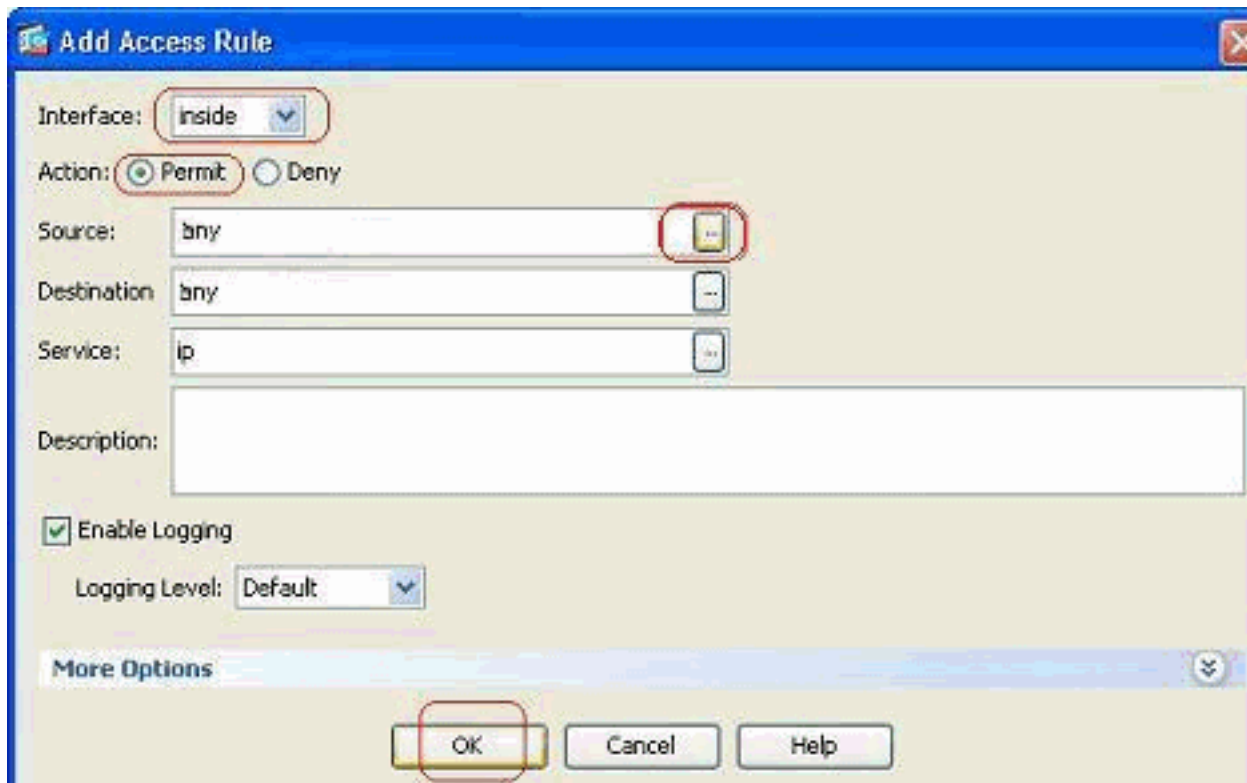 Add Access Rule
Interface: inside
Action: Permit Deny
Source: any ...
Destination any ...
Service: ip ...
Description:
Enable Logging
Logging Level: Default
More Options
OK Cancel Help